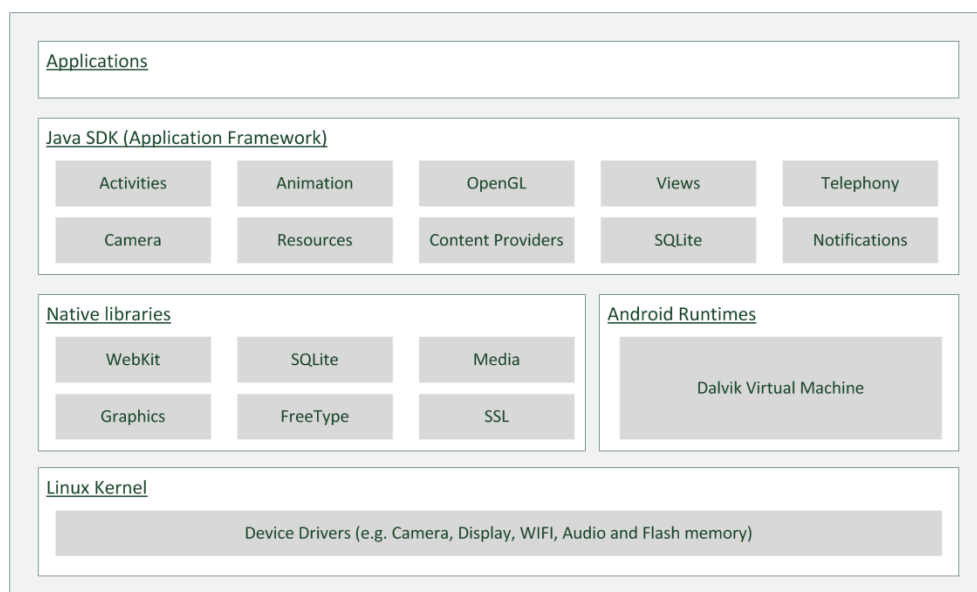 Applications
Java SDK (Application Framework)
Activities
Animation
OpenGL
Views
Telephony
Camera
Resources
Content Providers
SQLite
Notifications
Native libraries
WebKit
SQLite
Media
Graphics
FreeType
SSL
Android Runtimes
Dalvik Virtual Machine
Linux Kernel
Device Drivers (e.g. Camera, Display, WIFI, Audio and Flash memory)